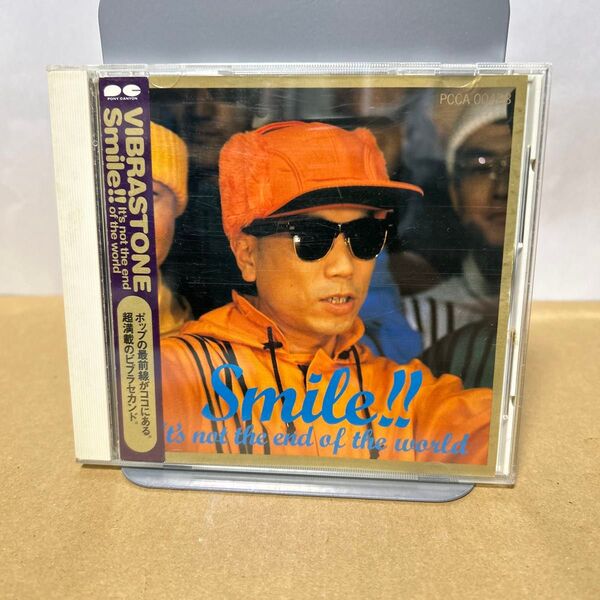 PONY CANYON
VIBRASTONE
Smile!!
It's not the end
of the world
ポップの最前線がココにある。
超満載のビブラセカンド。
PCCA 00428
Smile!!
it's not the end of the world